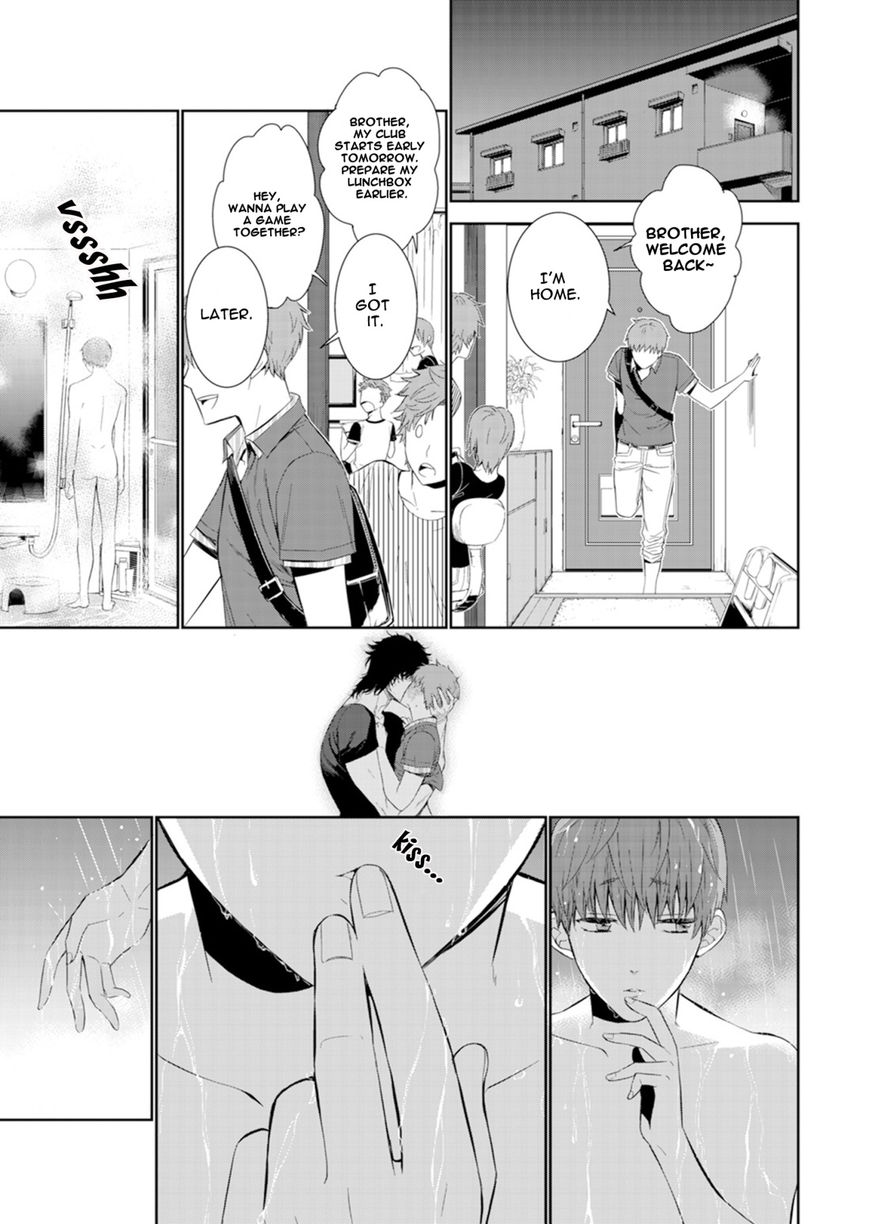 BROTHER,
WELCOME
BACK~
I'M
HOME.
BROTHER,
MY CLUB
STARTS EARLY
TOMORROW.
PREPARE MY
LUNCHBOX
EARLIER.
I
GOT
IT.
HEY,
WANNA PLAY
A GAME
TOGETHER?
LATER.
vssshh
kiss...